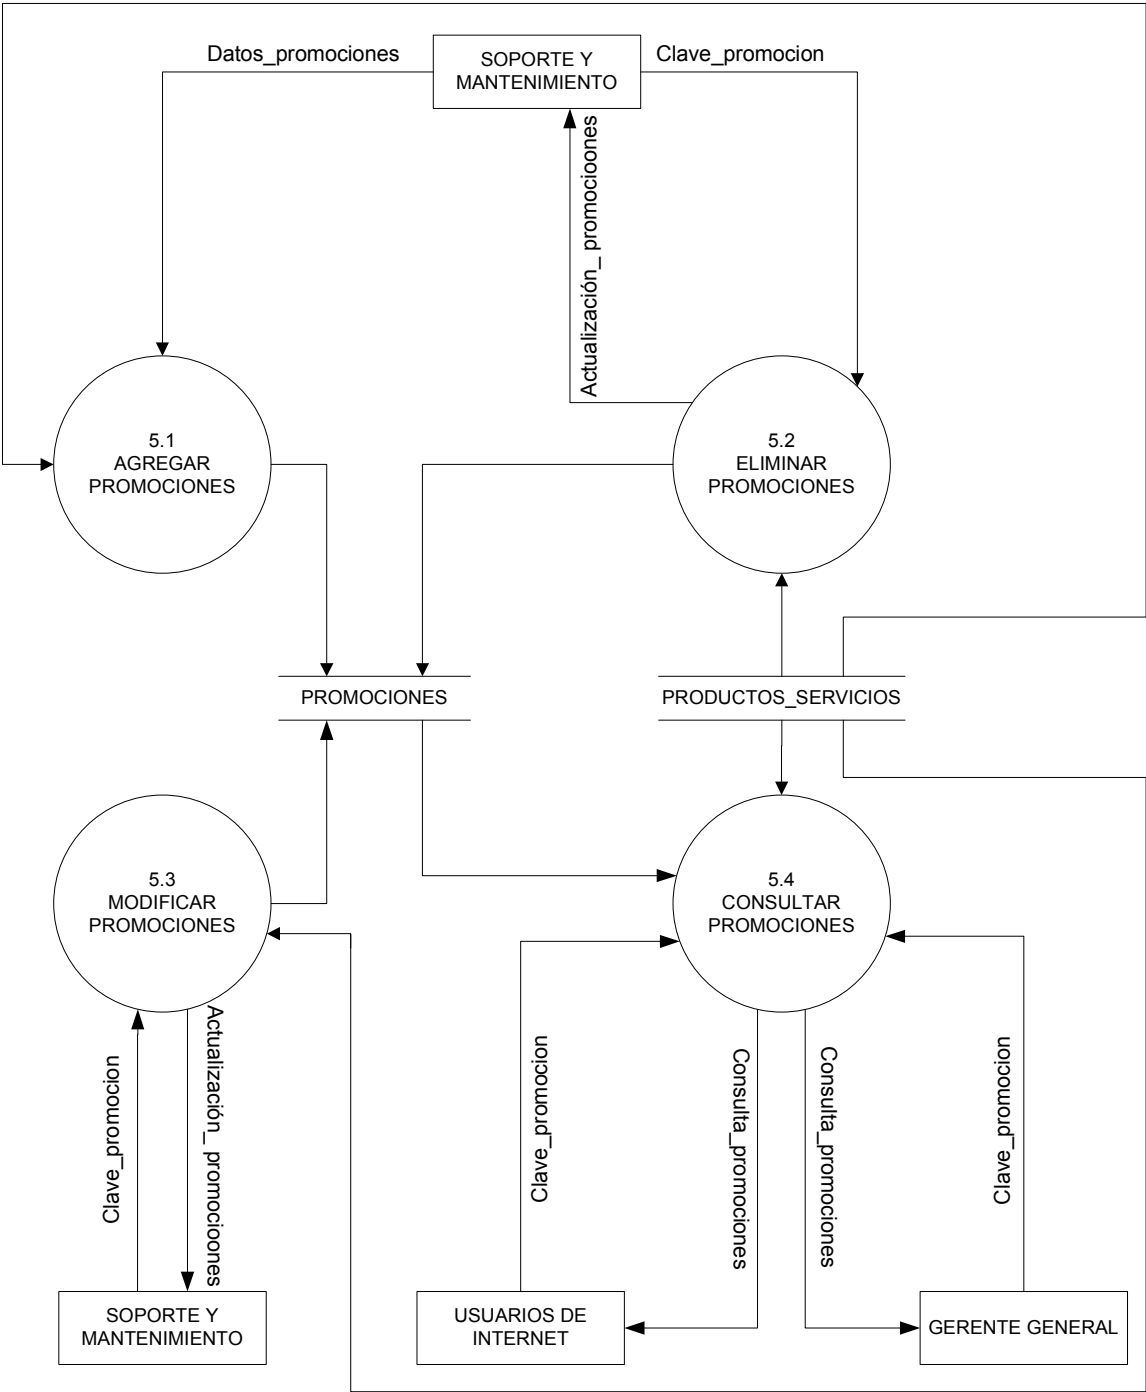 Datos_promociones
SOPORTE Y
MANTENIMIENTO
Clave_promocion
Actualización_ promocioones
5.1
AGREGAR
PROMOCIONES
5.2
ELIMINAR
PROMOCIONES
PROMOCIONES
PRODUCTOS_SERVICIOS
5.3
MODIFICAR
PROMOCIONES
5.4
CONSULTAR
PROMOCIONES
Clave_promocion
Actualización_ promocioones
Clave_promocion
Consulta_promociones
Consulta_promociones
Clave_promocion
SOPORTE Y
MANTENIMIENTO
USUARIOS DE
INTERNET
GERENTE GENERAL